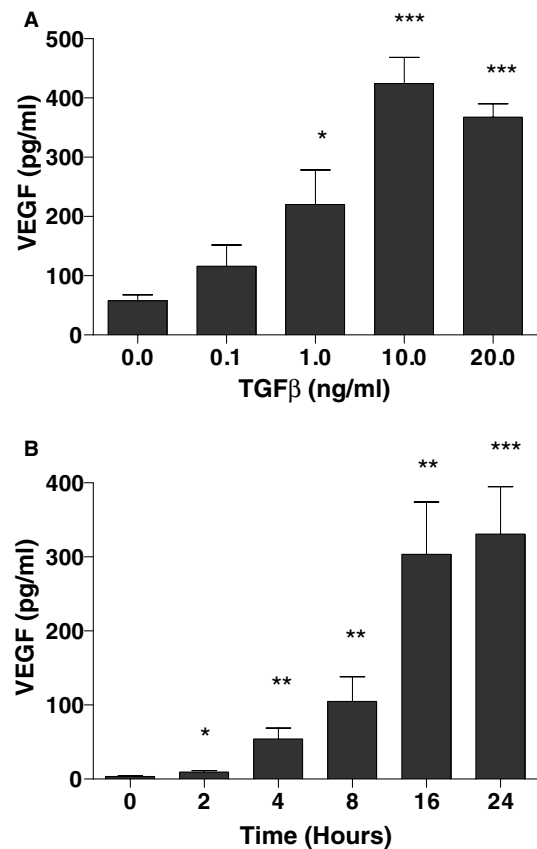 A
VEGF (pg/ml)
500
400
300
200
100
0
*
***
***
0.0 0.1 1.0 10.0 20.0
TGFβ (ng/ml)
B
VEGF (pg/ml)
400
300
200
100
0
*
**
**
**
***
0 2 4 8 16 24
Time (Hours)